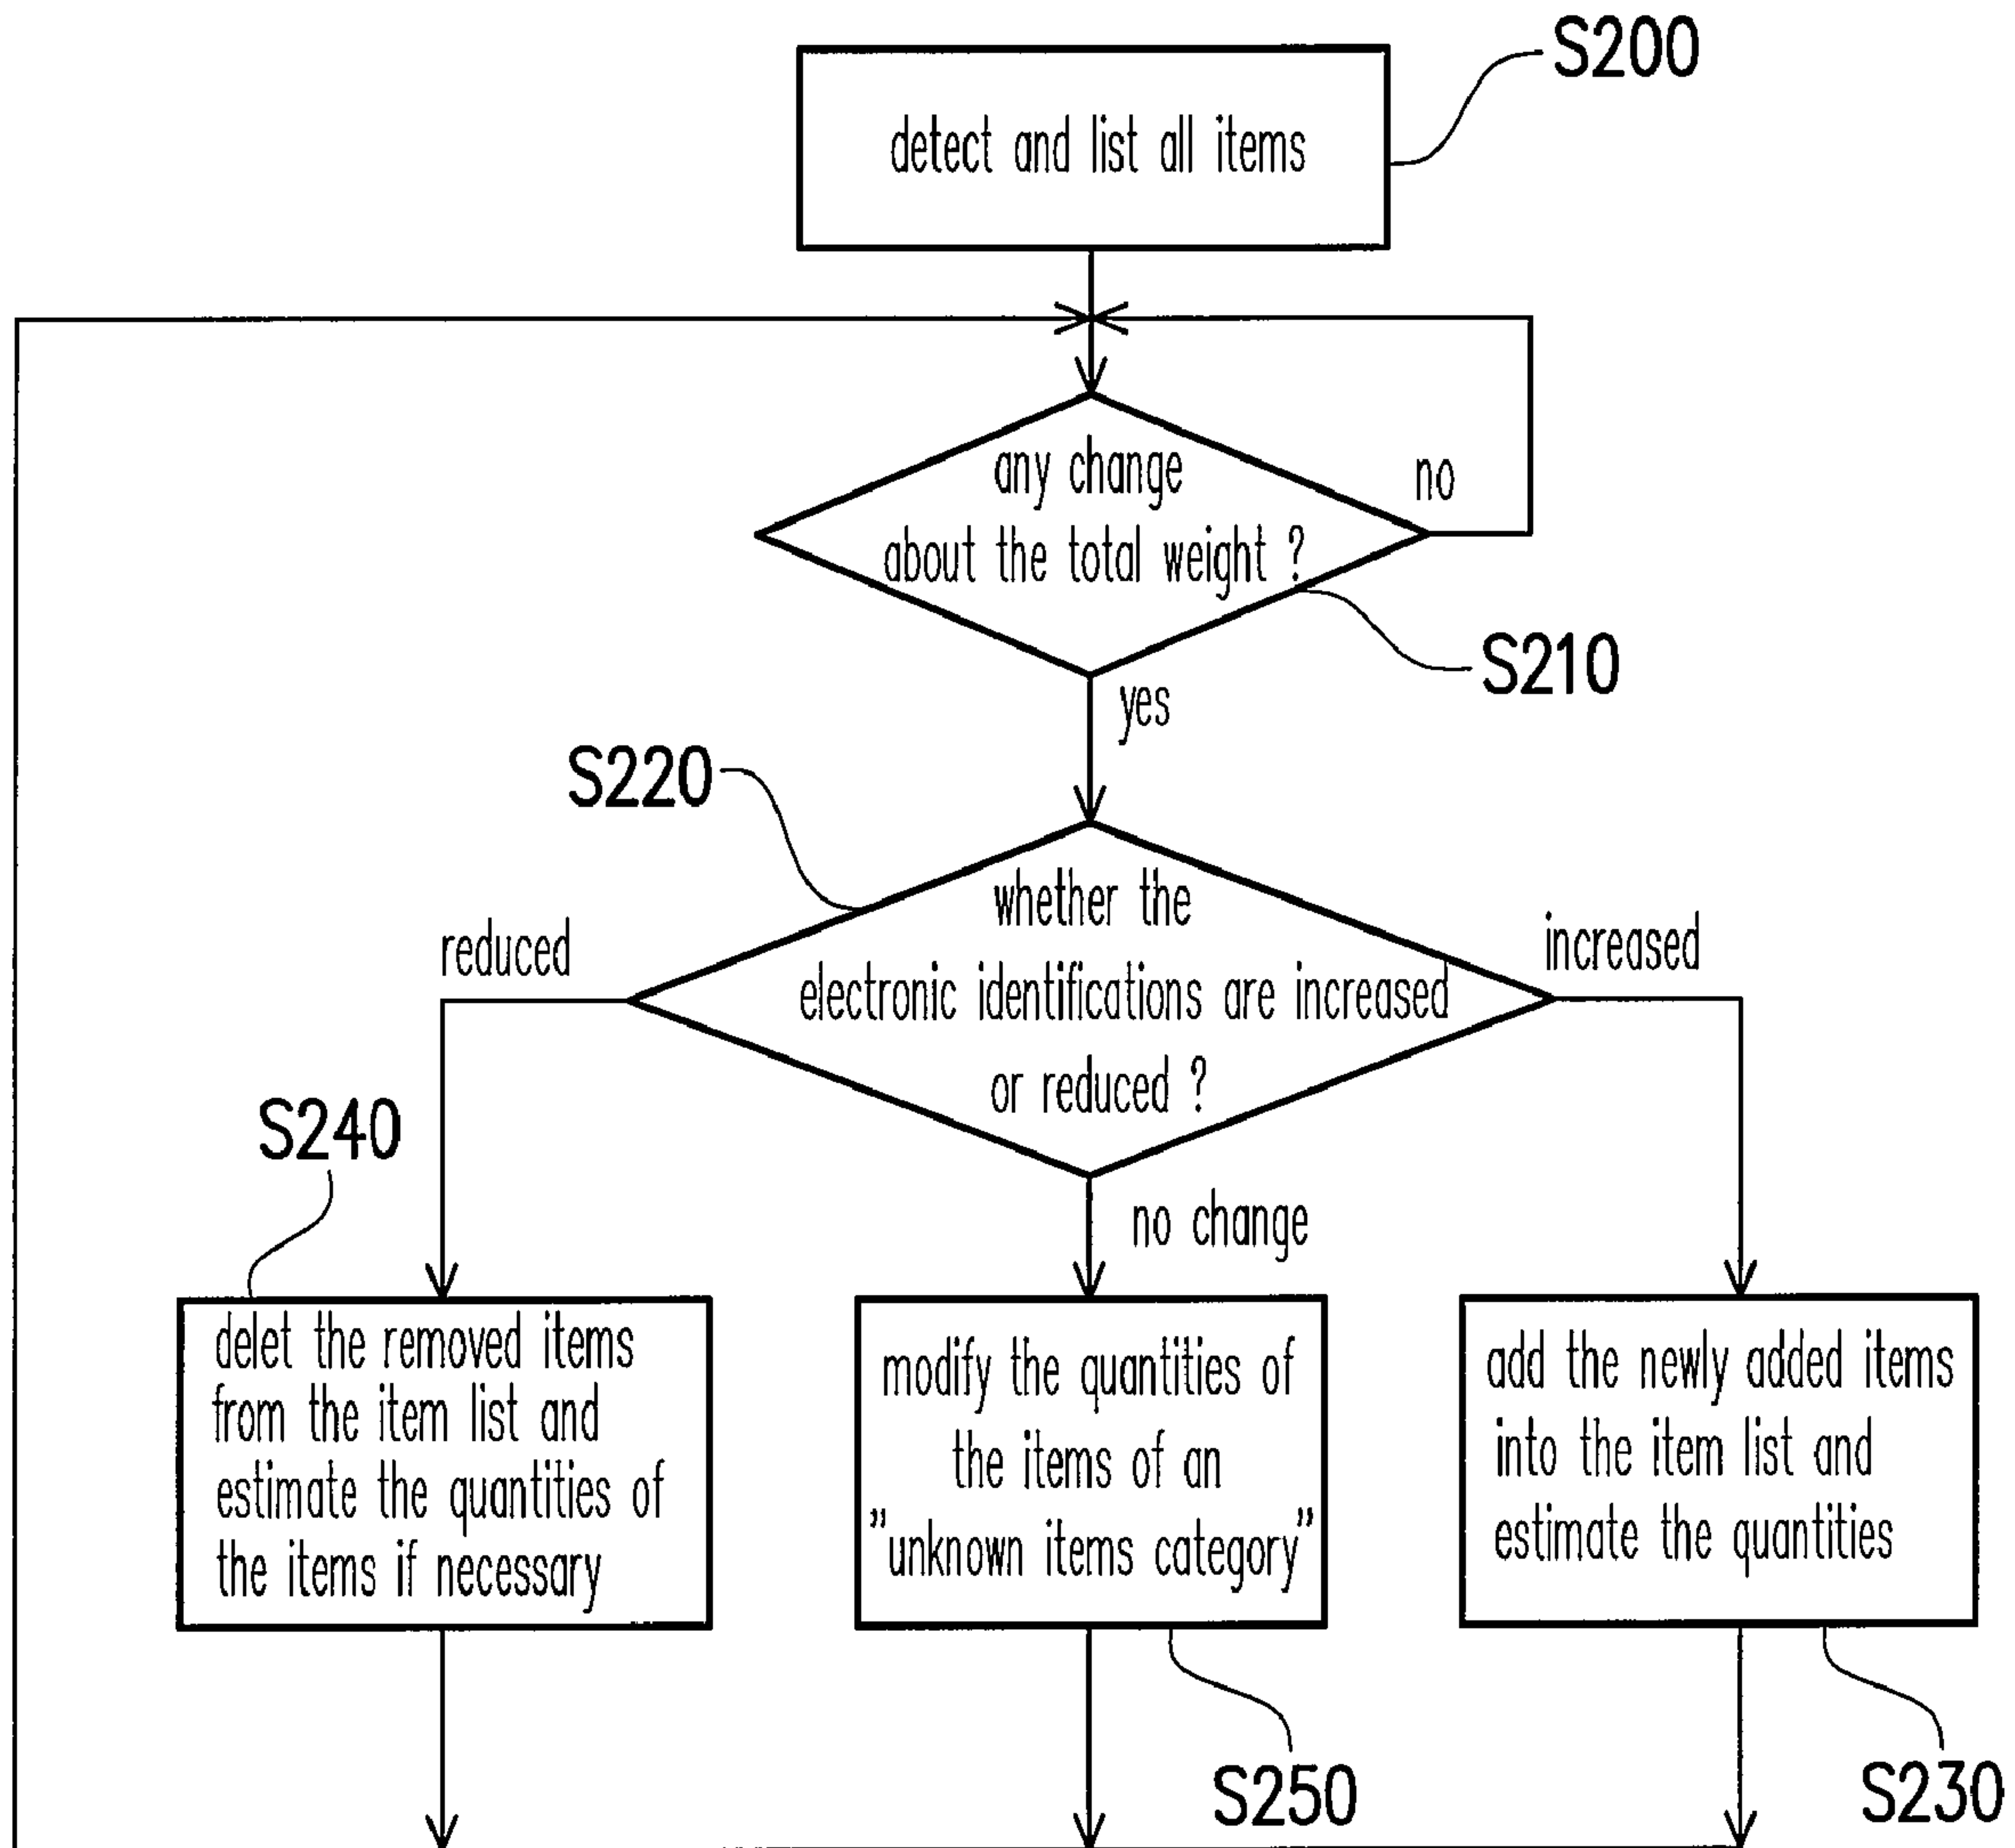 S200
detect and list all items
any change
about the total weight ?
no
S210
yes
S220
whether the
electronic identifications are increased
or reduced ?
reduced
increased
no change
S240
delet the removed items
from the item list and
estimate the quantities of
the items if necessary
modify the quantities of
the items of an
"unknown items category"
add the newly added items
into the item list and
estimate the quantities
S250
S230